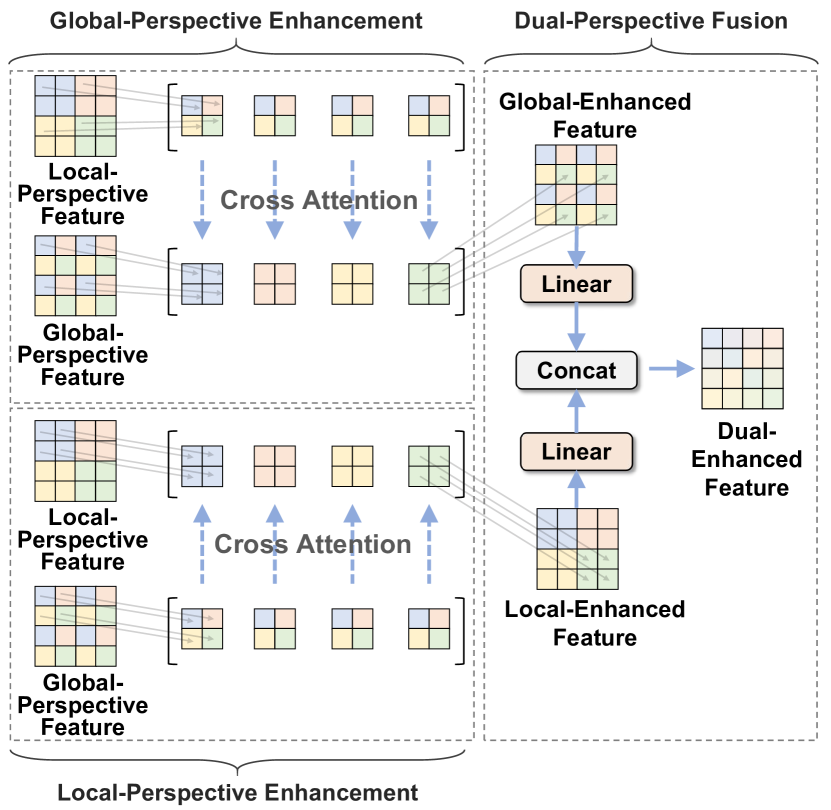 Global-Perspective Enhancement
Dual-Perspective Fusion
Local-
Perspective
Feature
Cross Attention
Global-
Perspective
Feature
Local-
Perspective
Feature
Cross Attention
Global-
Perspective
Feature
Local-Perspective Enhancement
Global-Enhanced
Feature
Linear
Concat
Linear
Local-Enhanced
Feature
Dual-
Enhanced
Feature